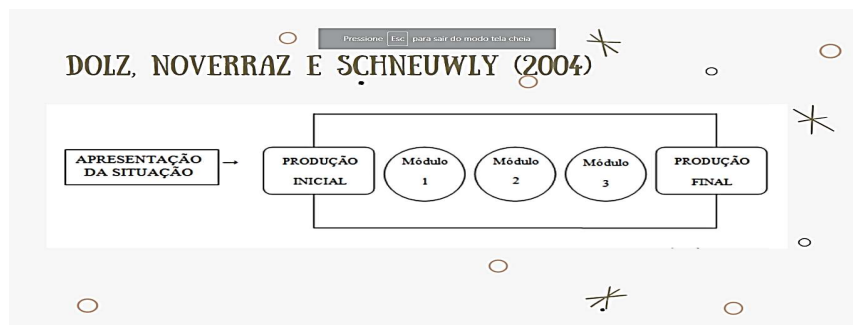 Pressione Esc para sair do modo tela cheia
DOLZ, NOVERRAZ E SCHNEUWLY (2004)
APRESENTAÇÃO
DA SITUAÇÃO
PRODUÇÃO
INICIAL
Módulo
1
Módulo
2
Módulo
3
PRODUÇÃO
FINAL